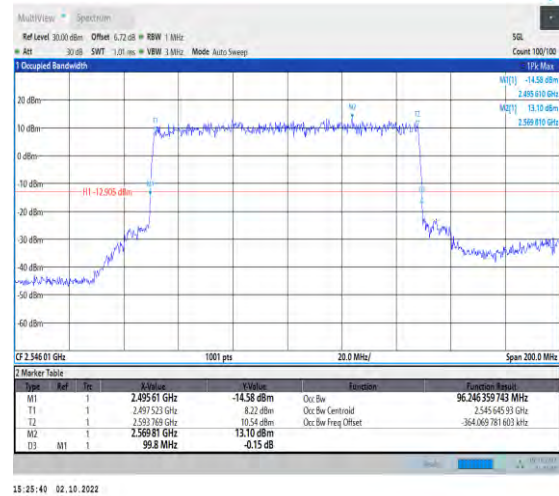 MultiView Spectrum
Ref Level 30.00 dBm Offset 6.72 dB RBW 1 MHz SGL
Att 30 dB SWT 1.01 ms VBW 3 MHz Mode Auto Sweep Count 100/100
1 Occupied Bandwidth 1Pk Max
M1[1] -14.58 dBm
2.495 610 GHz
M2[1] 13.10 dBm
2.569 810 GHz
20 dBm
10 dBm
0 dBm
-10 dBm
H1 -12.905 dBm
-20 dBm
-30 dBm
-40 dBm
-50 dBm
-60 dBm
T1
M2
T2
CF 2.546 01 GHz 1001 pts 20.0 MHz/ Span 200.0 MHz
2 Marker Table
Type Ref Trc X-Value Y-Value Function Function Result
M1 1 2.495 61 GHz -14.58 dBm Occ Bw 96.246 359 743 MHz
T1 1 2.497 523 GHz 8.22 dBm Occ Bw Centroid 2.545 645 93 GHz
T2 1 2.593 769 GHz 10.54 dBm Occ Bw Freq Offset -364.069 781 603 kHz
M2 1 2.569 81 GHz 13.10 dBm
D3 M1 1 99.8 MHz -0.15 dB
15:25:40 02.10.2022